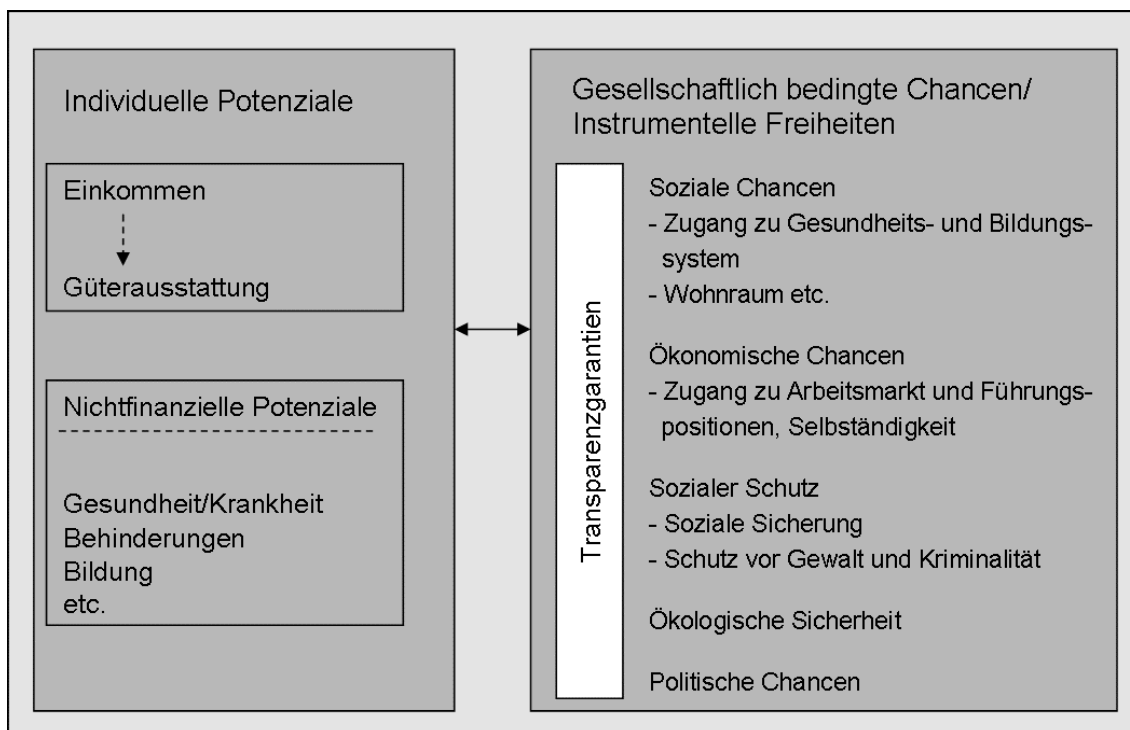 Individuelle Potenziale
Einkommen
Güterausstattung
Nichtfinanzielle Potenziale
Gesundheit/Krankheit
Behinderungen
Bildung
etc.
Gesellschaftlich bedingte Chancen/
Instrumentelle Freiheiten
Transparenzgarantien
Soziale Chancen
- Zugang zu Gesundheits- und Bildungs-
system
- Wohnraum etc.
Ökonomische Chancen
- Zugang zu Arbeitsmarkt und Führungs-
positionen, Selbständigkeit
Sozialer Schutz
- Soziale Sicherung
- Schutz vor Gewalt und Kriminalität
Ökologische Sicherheit
Politische Chancen